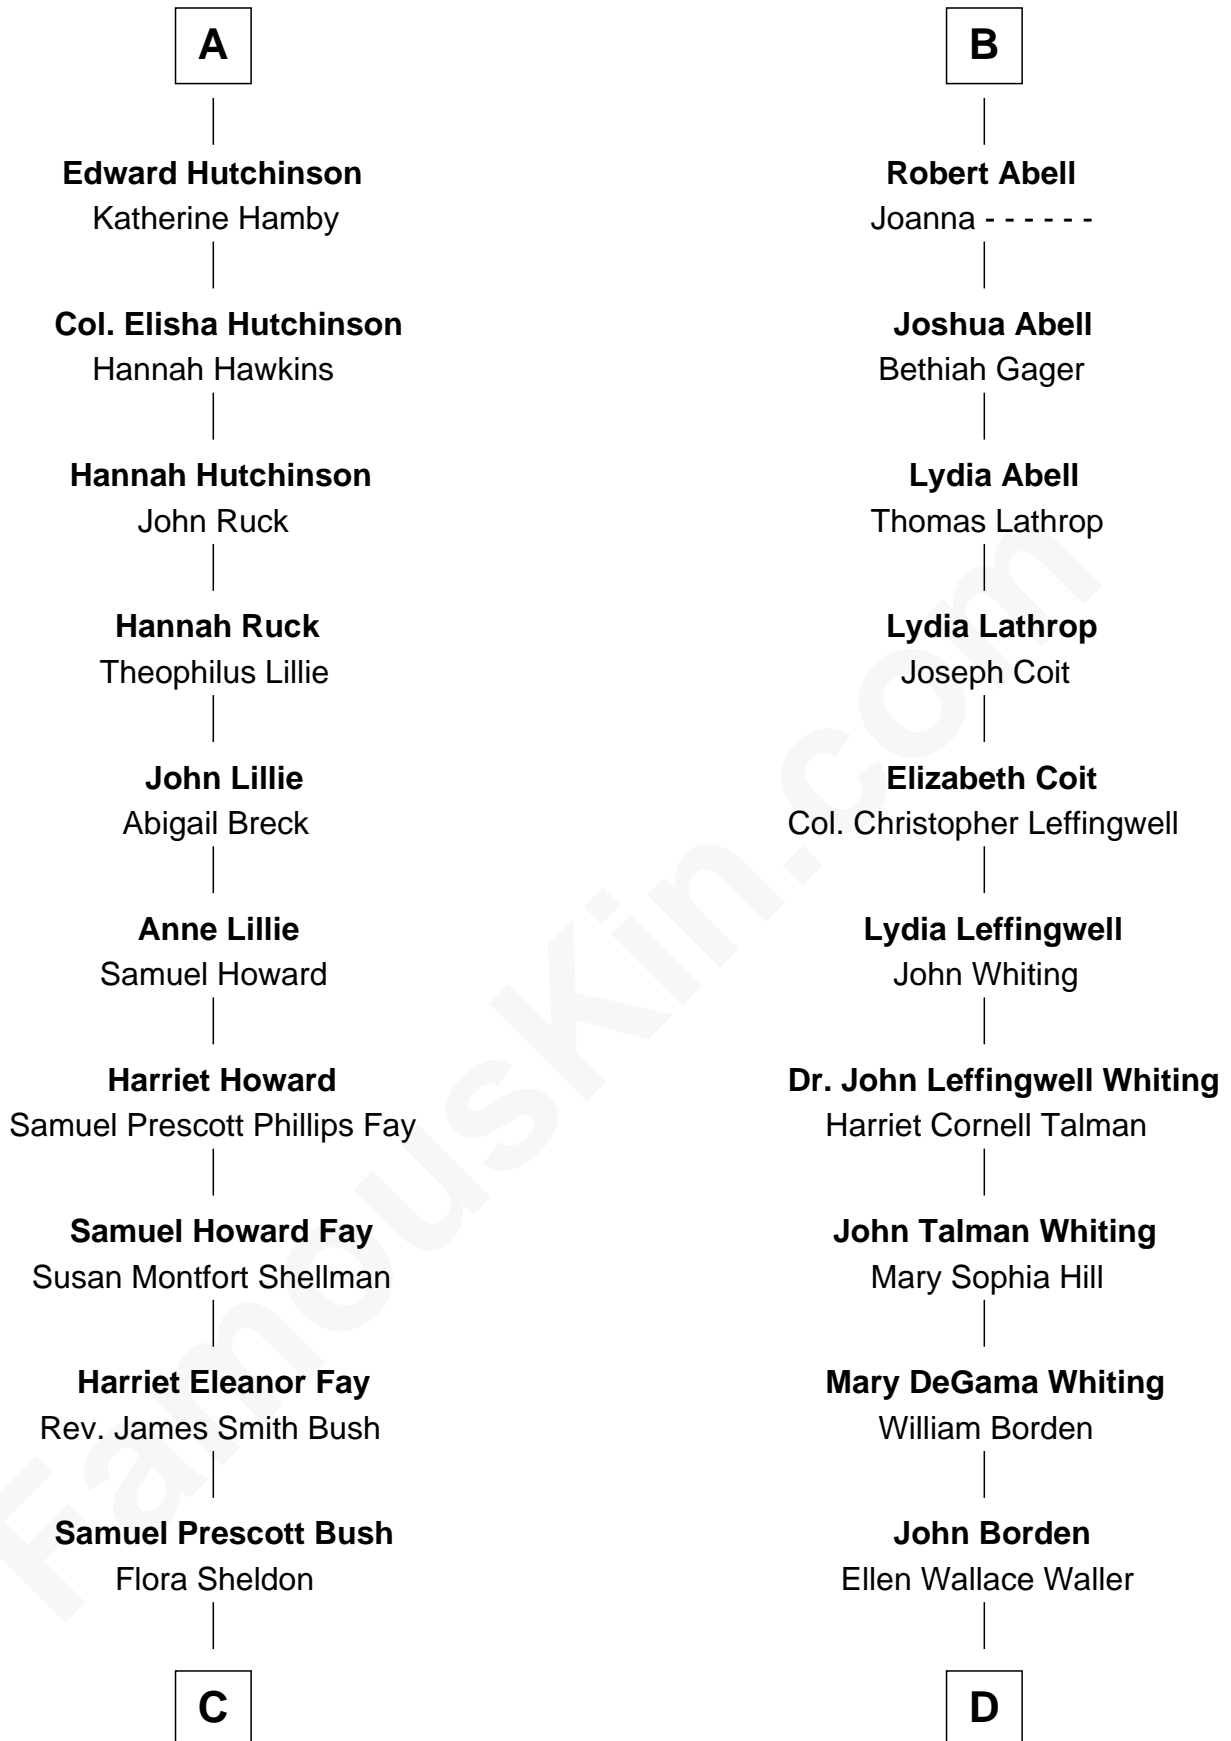 A
Edward Hutchinson
Katherine Hamby
Col. Elisha Hutchinson
Hannah Hawkins
Hannah Hutchinson
John Ruck
Hannah Ruck
Theophilus Lillie
John Lillie
Abigail Breck
Anne Lillie
Samuel Howard
Harriet Howard
Samuel Prescott Phillips Fay
Samuel Howard Fay
Susan Montfort Shellman
Harriet Eleanor Fay
Rev. James Smith Bush
Samuel Prescott Bush
Flora Sheldon
C
B
Robert Abell
Joanna - - - - - -
Joshua Abell
Bethiah Gager
Lydia Abell
Thomas Lathrop
Lydia Lathrop
Joseph Coit
Elizabeth Coit
Col. Christopher Leffingwell
Lydia Leffingwell
John Whiting
Dr. John Leffingwell Whiting
Harriet Cornell Talman
John Talman Whiting
Mary Sophia Hill
Mary DeGama Whiting
William Borden
John Borden
Ellen Wallace Waller
D
FamousKin.com